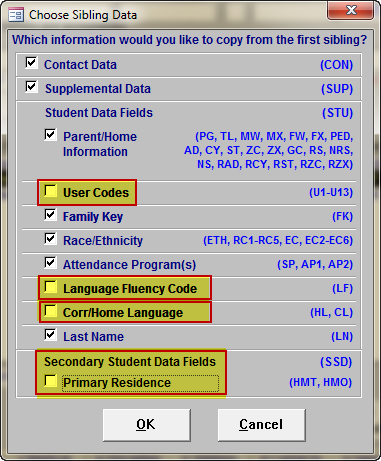 Choose Sibling Data
Which information would you like to copy from the first sibling?
Contact Data (CON)
Supplemental Data (SUP)
Student Data Fields (STU)
Parent/Home (PG, TL, MW, MX, FW, FX, PED,
Information AD, CY, ST, ZC, ZX, GC, RS, NRS,
NS, RAD, RCY, RST, RZC, RZX)
User Codes (U1-U13)
Family Key (FK)
Race/Ethnicity (ETH, RC1-RC5, EC, EC2-EC6)
Attendance Program(s) (SP, AP1, AP2)
Language Fluency Code (LF)
Corr/Home Language (HL, CL)
Last Name (LN)
Secondary Student Data Fields (SSD)
Primary Residence (HMT, HMO)
OK Cancel